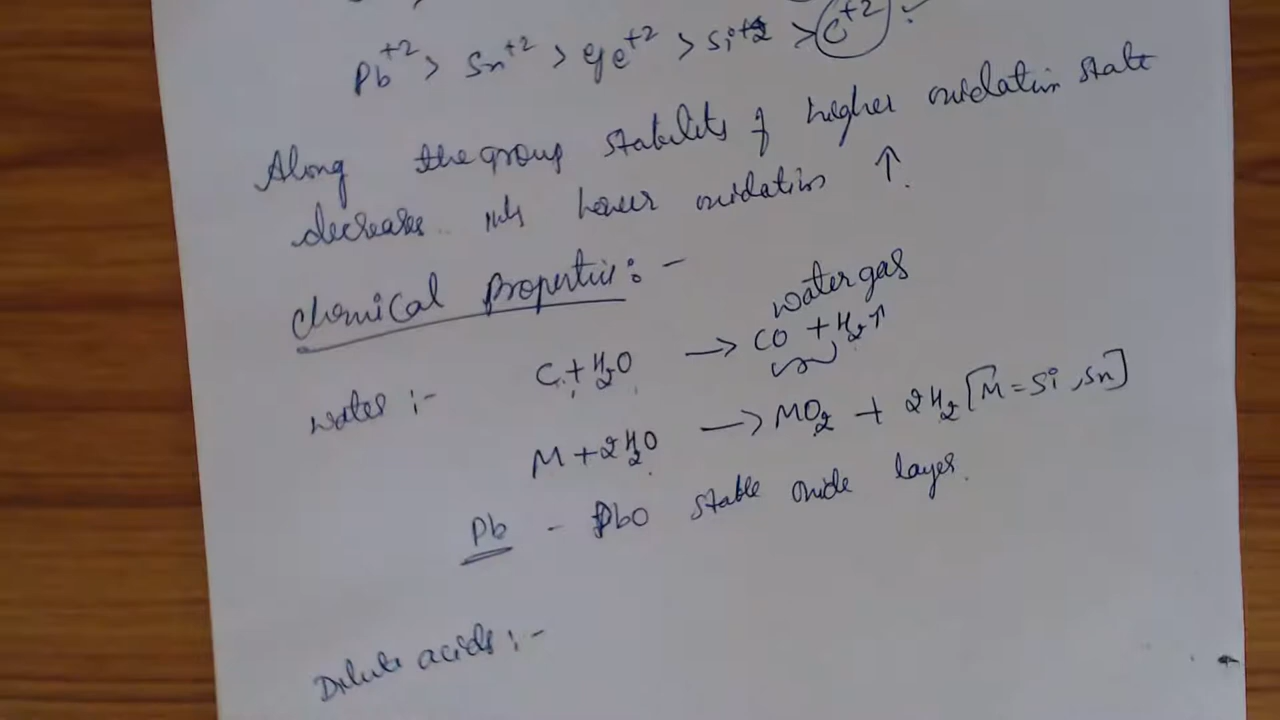 Pb+2 > Sn+2 > Ge+2 > Si+2 > C+2
Along the group stability of higher oxidation state
decreases lower oxidation ↑.
Chemical Properties:-
water gas
water :- C + H2O → CO + H2↑
M + 2H2O → MO2 + 2H2 [M = Si, Sn]
Pb - PbO stable oxide layer.
Dilute acids :-